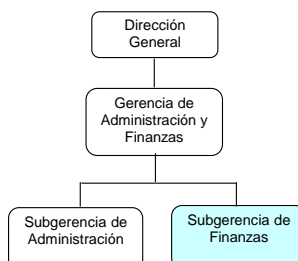 Dirección
General
Gerencia de
Administración y
Finanzas
Subgerencia de
Administración
Subgerencia de
Finanzas